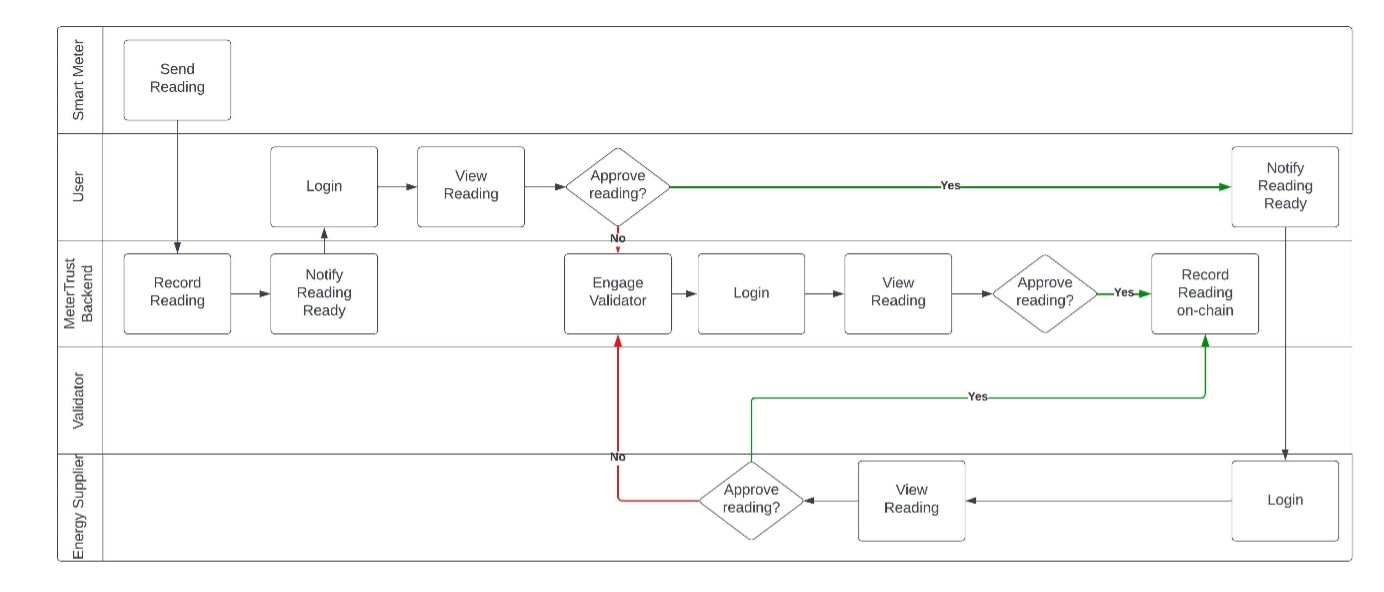 Smart Meter
Send
Reading
User
Login
View
Reading
Approve
reading?
Yes
Notify
Reading
Ready
No
MeterTrust
Backend
Record
Reading
Notify
Reading
Ready
Engage
Validator
Login
View
Reading
Approve
reading?
Yes
Record
Reading
on-chain
Validator
Yes
No
Energy Supplier
Approve
reading?
View
Reading
Login